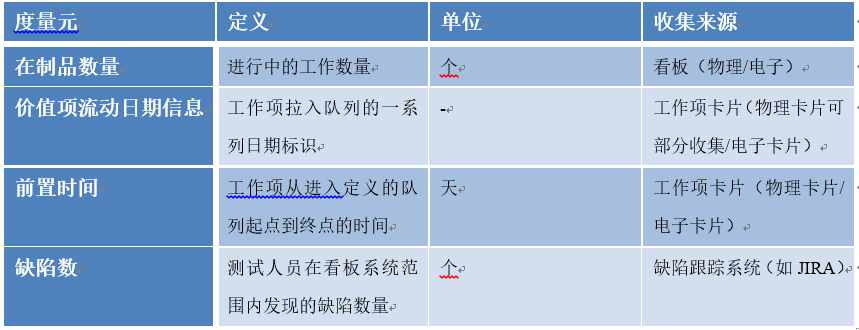 度量元 定义 单位 收集来源
在制品数量 进行中的工作数量 个 看板（物理/电子）
价值项流动日期信息 工作项拉入队列的一系 - 工作项卡片（物理卡片可
列日期标识 部分收集/电子卡片）
前置时间 工作项从进入定义的队 天 工作项卡片（物理卡片/
列起点到终点的时间 电子卡片）
缺陷数 测试人员在看板系统范 个 缺陷跟踪系统（如 JIRA）
围内发现的缺陷数量